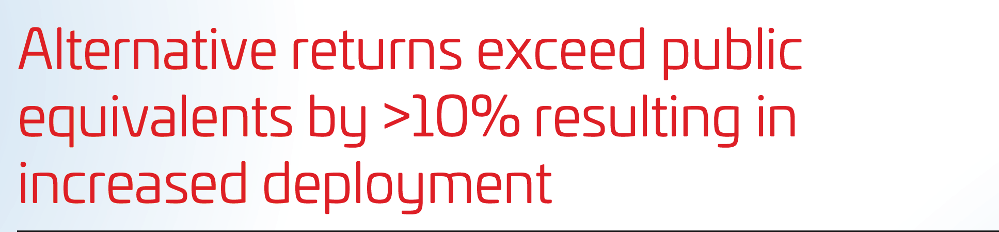 Alternative returns exceed public
equivalents by >10% resulting in
increased deployment